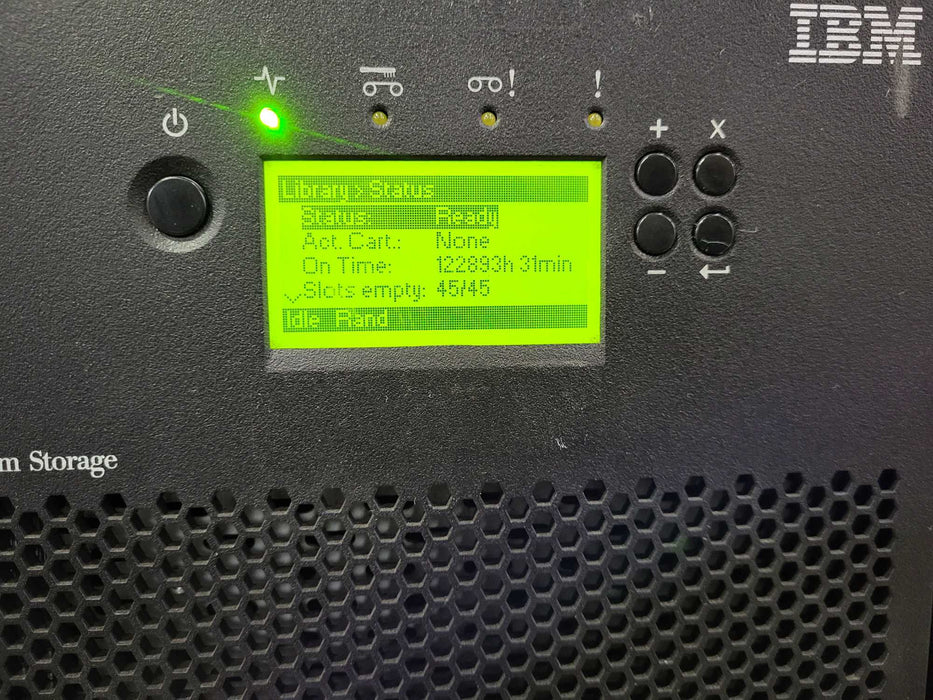 IBM
! !
+ X
- 
Library > Status
Status: Ready
Act. Cart.: None
On Time: 122893h 31min
Slots empty: 45/45
Idle Rand
m Storage